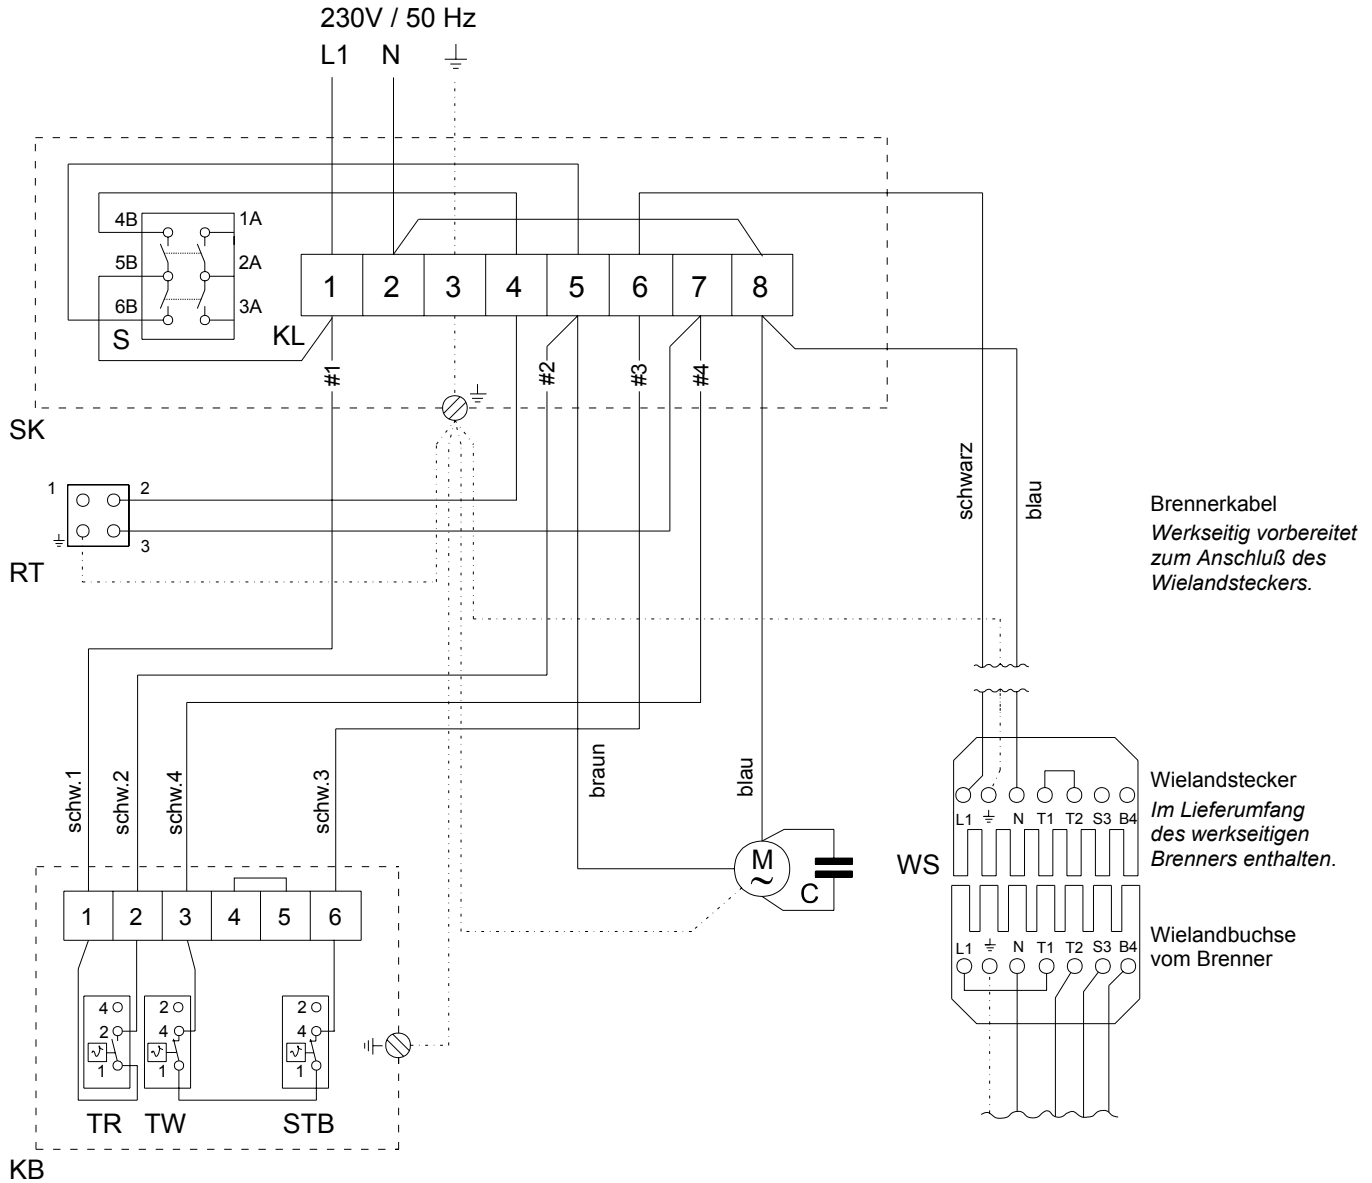 230V / 50 Hz
L1 N
4B 1A
5B 2A
6B 3A
S
KL
1 2 3 4 5 6 7 8
#1 #2 #3 #4
SK
1 2
3
RT
schwarz
blau
Brennerkabel
Werkseitig vorbereitet
zum Anschluß des
Wielandsteckers.
schw.1
schw.2
schw.4
schw.3
braun
blau
M
~
C
Wielandstecker
Im Lieferumfang
des werkseitigen
Brenners enthalten.
L1 N T1 T2 S3 B4
WS
Wielandbuchse
vom Brenner
L1 N T1 T2 S3 B4
1 2 3 4 5 6
4 2 2
2 4 4
1 1 1
TR TW STB
KB